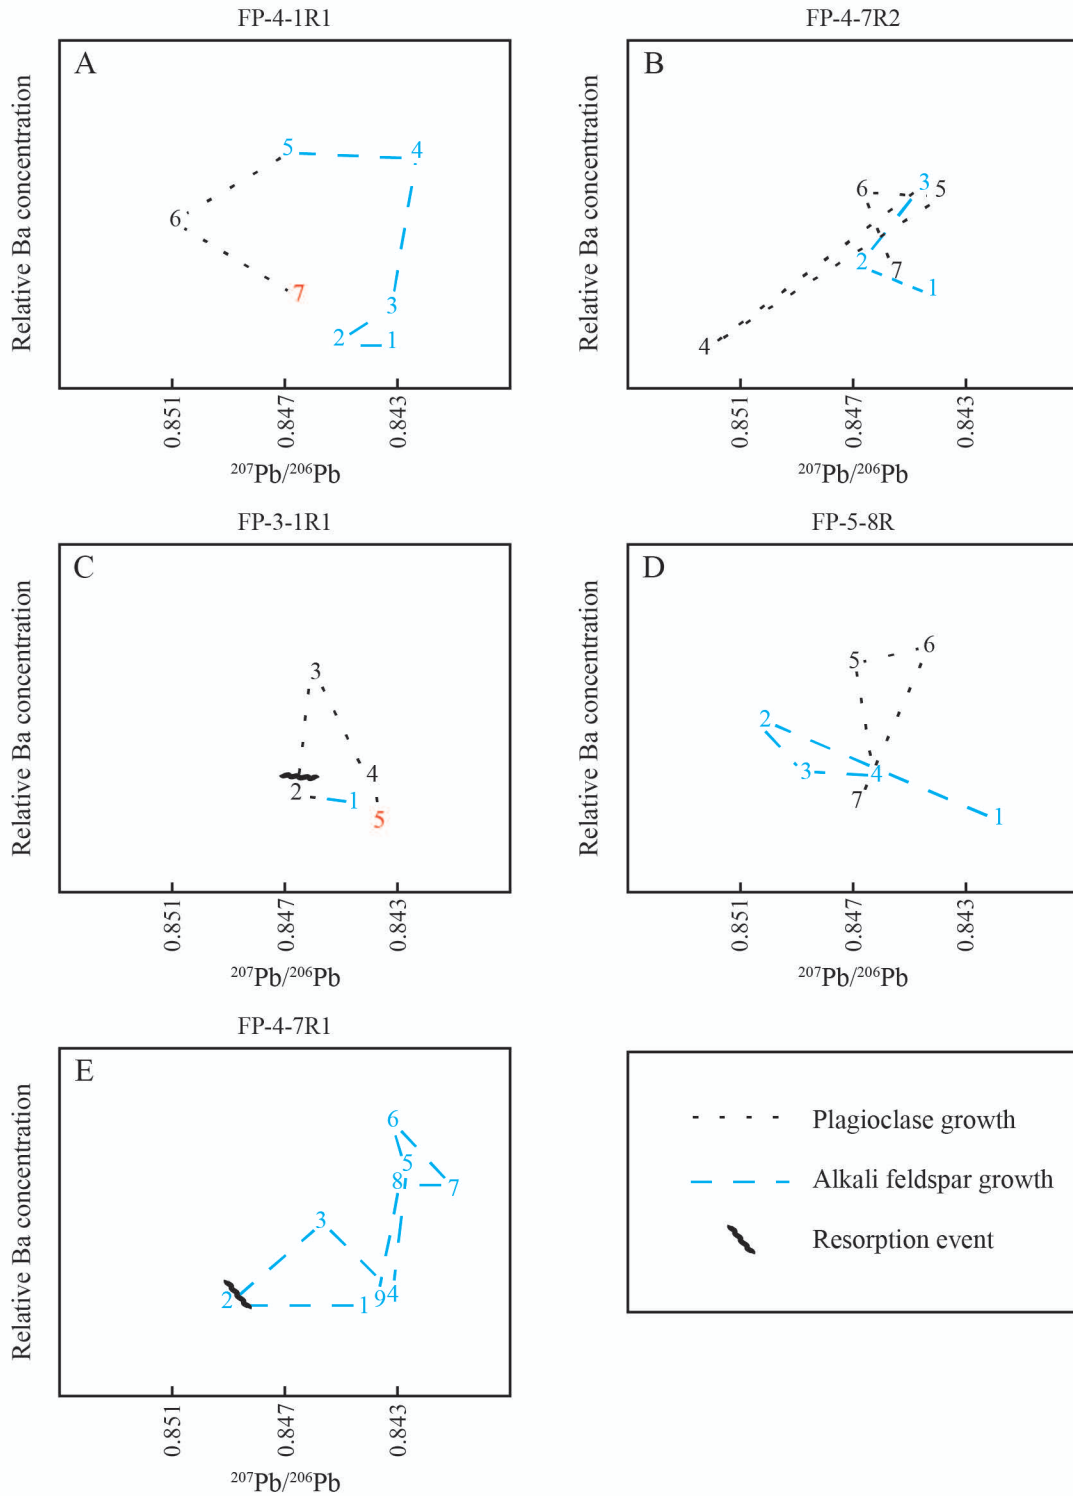 FP-4-1R1
A
Relative Ba concentration
5
4
6
7
3
2
1
0.851
0.847
0.843
²⁰⁷Pb/²⁰⁶Pb
FP-4-7R2
B
Relative Ba concentration
6
3
5
2
7
1
4
0.851
0.847
0.843
²⁰⁷Pb/²⁰⁶Pb
FP-3-1R1
C
Relative Ba concentration
3
4
2
1
5
0.851
0.847
0.843
²⁰⁷Pb/²⁰⁶Pb
FP-5-8R
D
Relative Ba concentration
6
5
2
3
4
7
1
0.851
0.847
0.843
²⁰⁷Pb/²⁰⁶Pb
FP-4-7R1
E
Relative Ba concentration
6
5
8
7
3
2
1
9
4
0.851
0.847
0.843
²⁰⁷Pb/²⁰⁶Pb
Plagioclase growth
Alkali feldspar growth
Resorption event